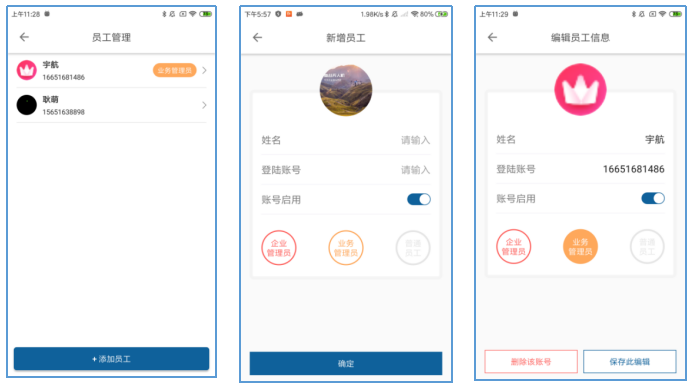 上午11:28
员工管理
宇航
16651681486
业务管理员
耿萌
15651638898
+ 添加员工
下午5:57
1.98K/s
80%
新增员工
姓名
请输入
登陆账号
请输入
账号启用
企业
管理员
业务
管理员
普通
员工
确定
上午11:29
编辑员工信息
姓名
宇航
登陆账号
16651681486
账号启用
企业
管理员
业务
管理员
普通
员工
删除该账号
保存此编辑